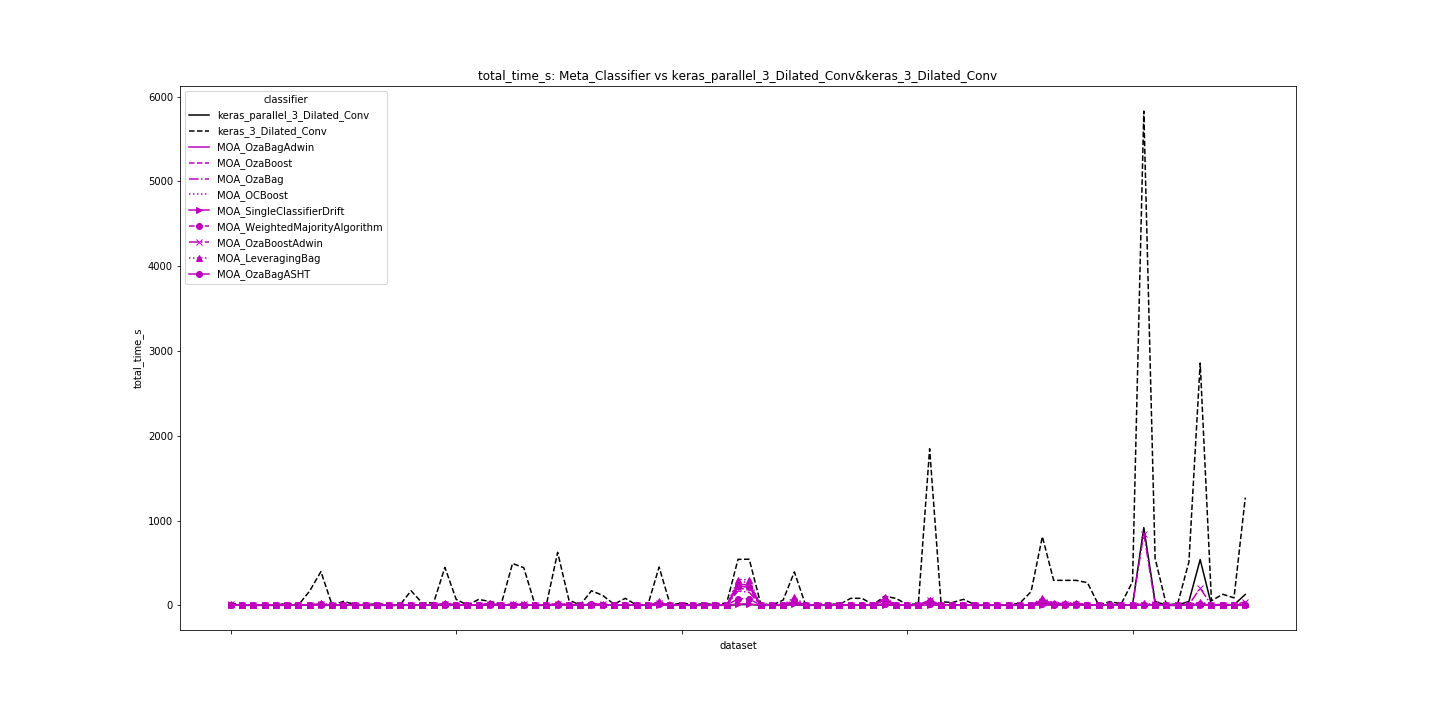 total_time_s: Meta_Classifier vs keras_parallel_3_Dilated_Conv&keras_3_Dilated_Conv
classifier
keras_parallel_3_Dilated_Conv
keras_3_Dilated_Conv
MOA_OzaBagAdwin
MOA_OzaBoost
MOA_OzaBag
MOA_OCBoost
MOA_SingleClassifierDrift
MOA_WeightedMajorityAlgorithm
MOA_OzaBoostAdwin
MOA_LeveragingBag
MOA_OzaBagASHT
6000
5000
4000
3000
2000
1000
0
total_time_s
dataset